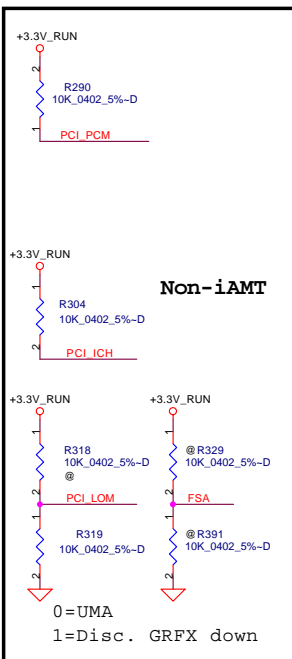 +3.3V_RUN
2
R290
10K_0402_5%~D
1
PCI_PCM
+3.3V_RUN
1
Non-iAMT
R304
10K_0402_5%~D
2
PCI_ICH
+3.3V_RUN
+3.3V_RUN
1
1
R318
10K_0402_5%~D
@
@R329
10K_0402_5%~D
2
PCI_LOM
2
FSA
1
1
R319
10K_0402_5%~D
@R391
10K_0402_5%~D
2
2
0=UMA
1=Disc. GRFX down